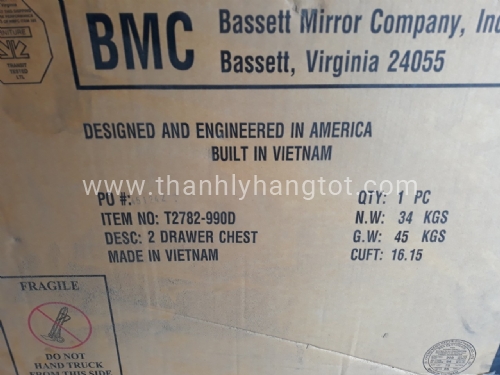 BMC
Bassett Mirror Company, Inc
Bassett, Virginia 24055
DESIGNED AND ENGINEERED IN AMERICA
BUILT IN VIETNAM
www.thanhlyhangtot.com
PU #:
QTY: 1 PC
ITEM NO: T2782-990D
N.W: 34 KGS
DESC: 2 DRAWER CHEST
G.W: 45 KGS
MADE IN VIETNAM
CUFT: 16.15
FRAGILE
DO NOT
HAND TRUCK
FROM THIS SIDE